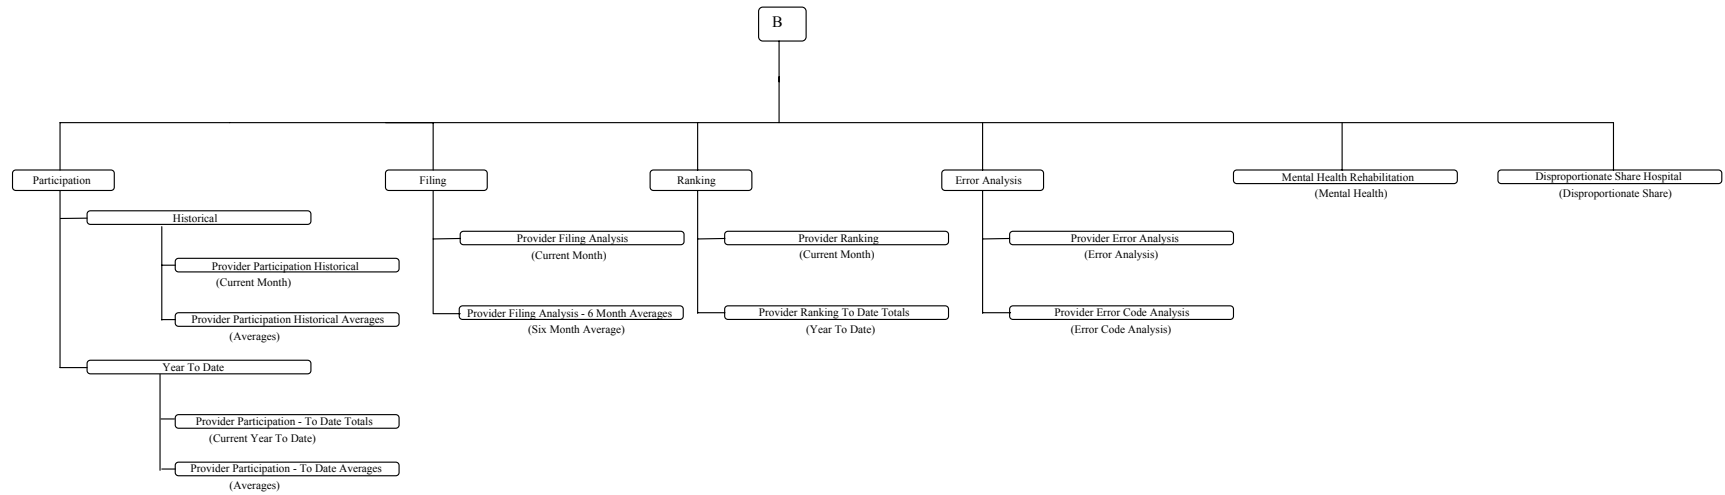 B
Participation
Historical
Provider Participation Historical
(Current Month)
Provider Participation Historical Averages
(Averages)
Year To Date
Provider Participation - To Date Totals
(Current Year To Date)
Provider Participation - To Date Averages
(Averages)
Filing
Provider Filing Analysis
(Current Month)
Provider Filing Analysis - 6 Month Averages
(Six Month Average)
Ranking
Provider Ranking
(Current Month)
Provider Ranking To Date Totals
(Year To Date)
Error Analysis
Provider Error Analysis
(Error Analysis)
Provider Error Code Analysis
(Error Code Analysis)
Mental Health Rehabilitation
(Mental Health)
Disproportionate Share Hospital
(Disproportionate Share)